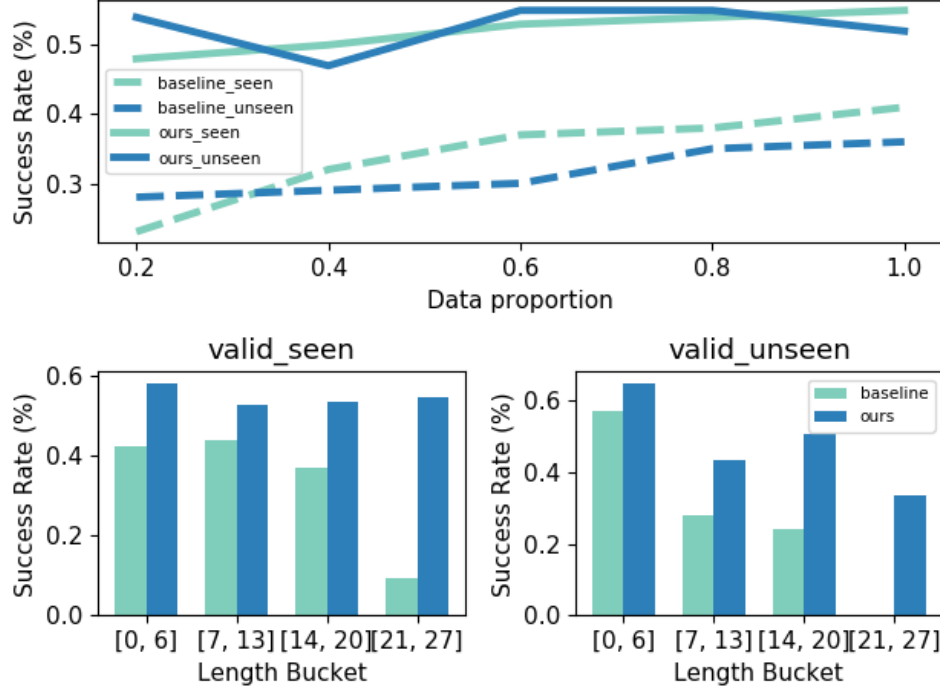 Success Rate (%)
0.5
0.4
0.3
baseline_seen
baseline_unseen
ours_seen
ours_unseen
0.2 0.4 0.6 0.8 1.0
Data proportion
valid_seen
Success Rate (%)
0.6
0.4
0.2
0.0
[0, 6] [7, 13] [14, 20] [21, 27]
Length Bucket
valid_unseen
Success Rate (%)
0.6
0.4
0.2
0.0
baseline
ours
[0, 6] [7, 13] [14, 20] [21, 27]
Length Bucket